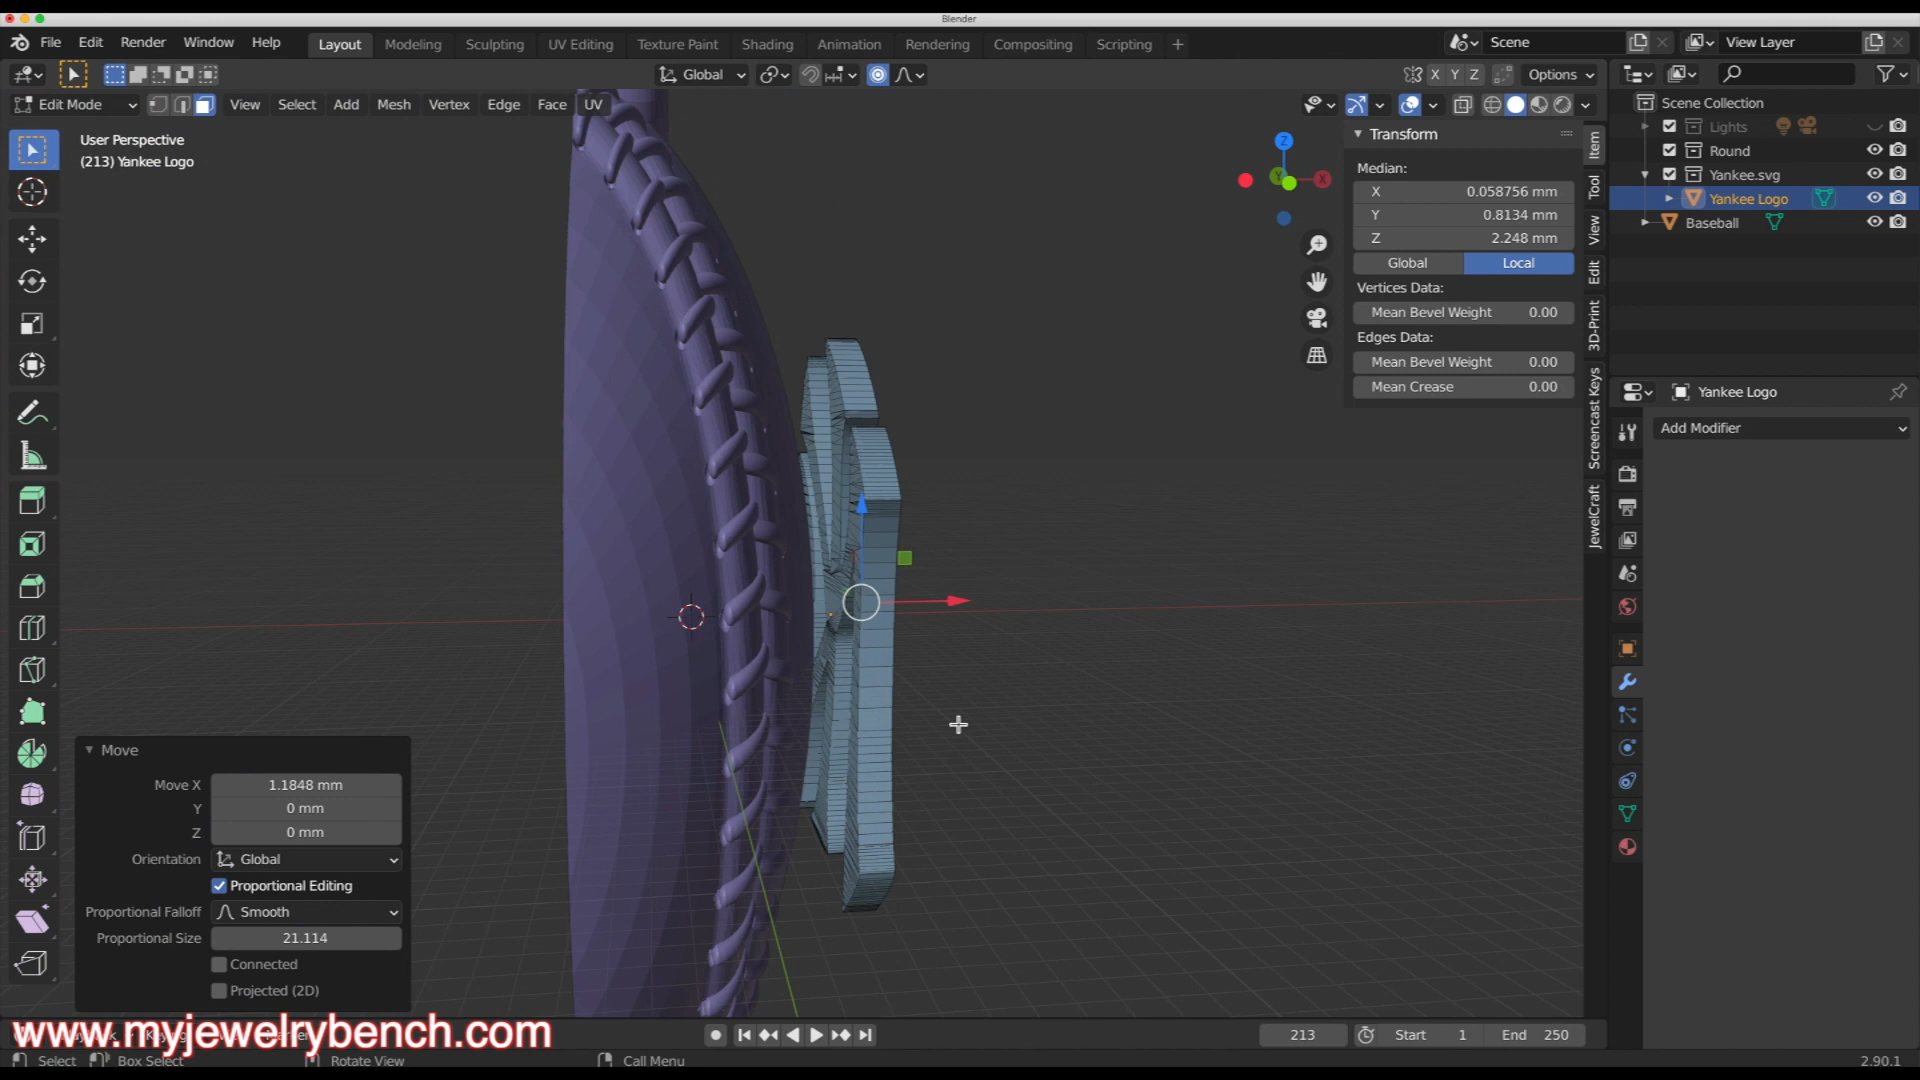 Blender
File Edit Render Window Help Layout Modeling Sculpting UV Editing Texture Paint Shading Animation Rendering Compositing Scripting + Scene View Layer
Global X Y Z Options
Edit Mode View Select Add Mesh Vertex Edge Face UV
Scene Collection
Lights
Round
Yankee.svg
Yankee Logo
Baseball
User Perspective
(213) Yankee Logo
Z
Y
X
Transform
Median:
X 0.058756 mm
Y 0.8134 mm
Z 2.248 mm
Global Local
Vertices Data:
Mean Bevel Weight 0.00
Edges Data:
Mean Bevel Weight 0.00
Mean Crease 0.00
Item
Tool
View
Edit
3D-Print
Screencast Keys
JewelCraft
Yankee Logo
Add Modifier
Move
Move X 1.1848 mm
Y 0 mm
Z 0 mm
Orientation Global
Proportional Editing
Proportional Falloff Smooth
Proportional Size 21.114
Connected
Projected (2D)
www.myjewelrybench.com
213 Start 1 End 250
Select Box Select Rotate View Call Menu 2.90.1